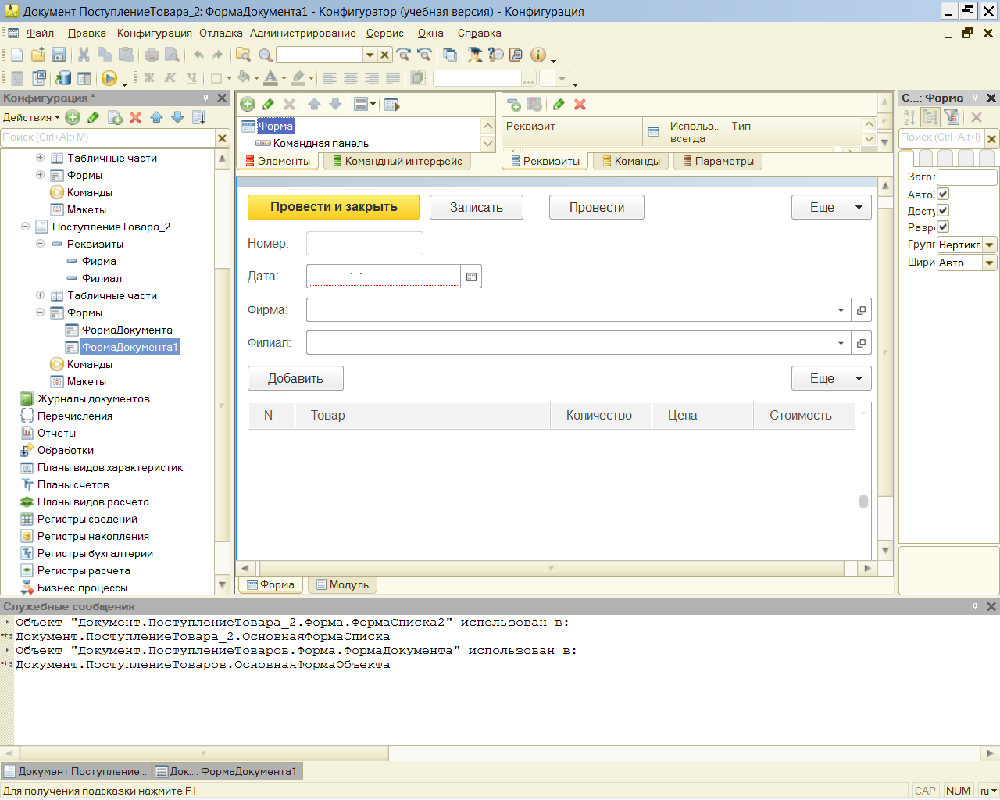 Документ ПоступлениеТовара_2: ФормаДокумента1 - Конфигуратор (учебная версия) - Конфигурация
Файл Правка Конфигурация Отладка Администрирование Сервис Окна Справка
Конфигурация *
Действия
Поиск (Ctrl+Alt+M)
Табличные части
Формы
Команды
Макеты
ПоступлениеТовара_2
Реквизиты
Фирма
Филиал
Табличные части
Формы
ФормаДокумента
ФормаДокумента1
Команды
Макеты
Журналы документов
Перечисления
Отчеты
Обработки
Планы видов характеристик
Планы счетов
Планы видов расчета
Регистры сведений
Регистры накопления
Регистры бухгалтерии
Регистры расчета
Бизнес-процессы
Форма
Командная панель
Элементы Командный интерфейс
Реквизит Использ... всегда Тип
Реквизиты Команды Параметры
Провести и закрыть Записать Провести Еще
Номер:
Дата: . . : :
Фирма:
Филиал:
Добавить Еще
N Товар Количество Цена Стоимость
Форма Модуль
С...: Форма
Поиск (Ctrl+Alt+I)
Загол
АвтоЗ
Досту
Разре
Групп Вертика
Шири Авто
Служебные сообщения
Объект "Документ.ПоступлениеТовара_2.Форма.ФормаСписка2" использован в:
Документ.ПоступлениеТовара_2.ОсновнаяФормаСписка
Объект "Документ.ПоступлениеТоваров.Форма.ФормаДокумента" использован в:
Документ.ПоступлениеТоваров.ОсновнаяФормаОбъекта
Документ Поступление... Док...: ФормаДокумента1
Для получения подсказки нажмите F1 CAP NUM ru